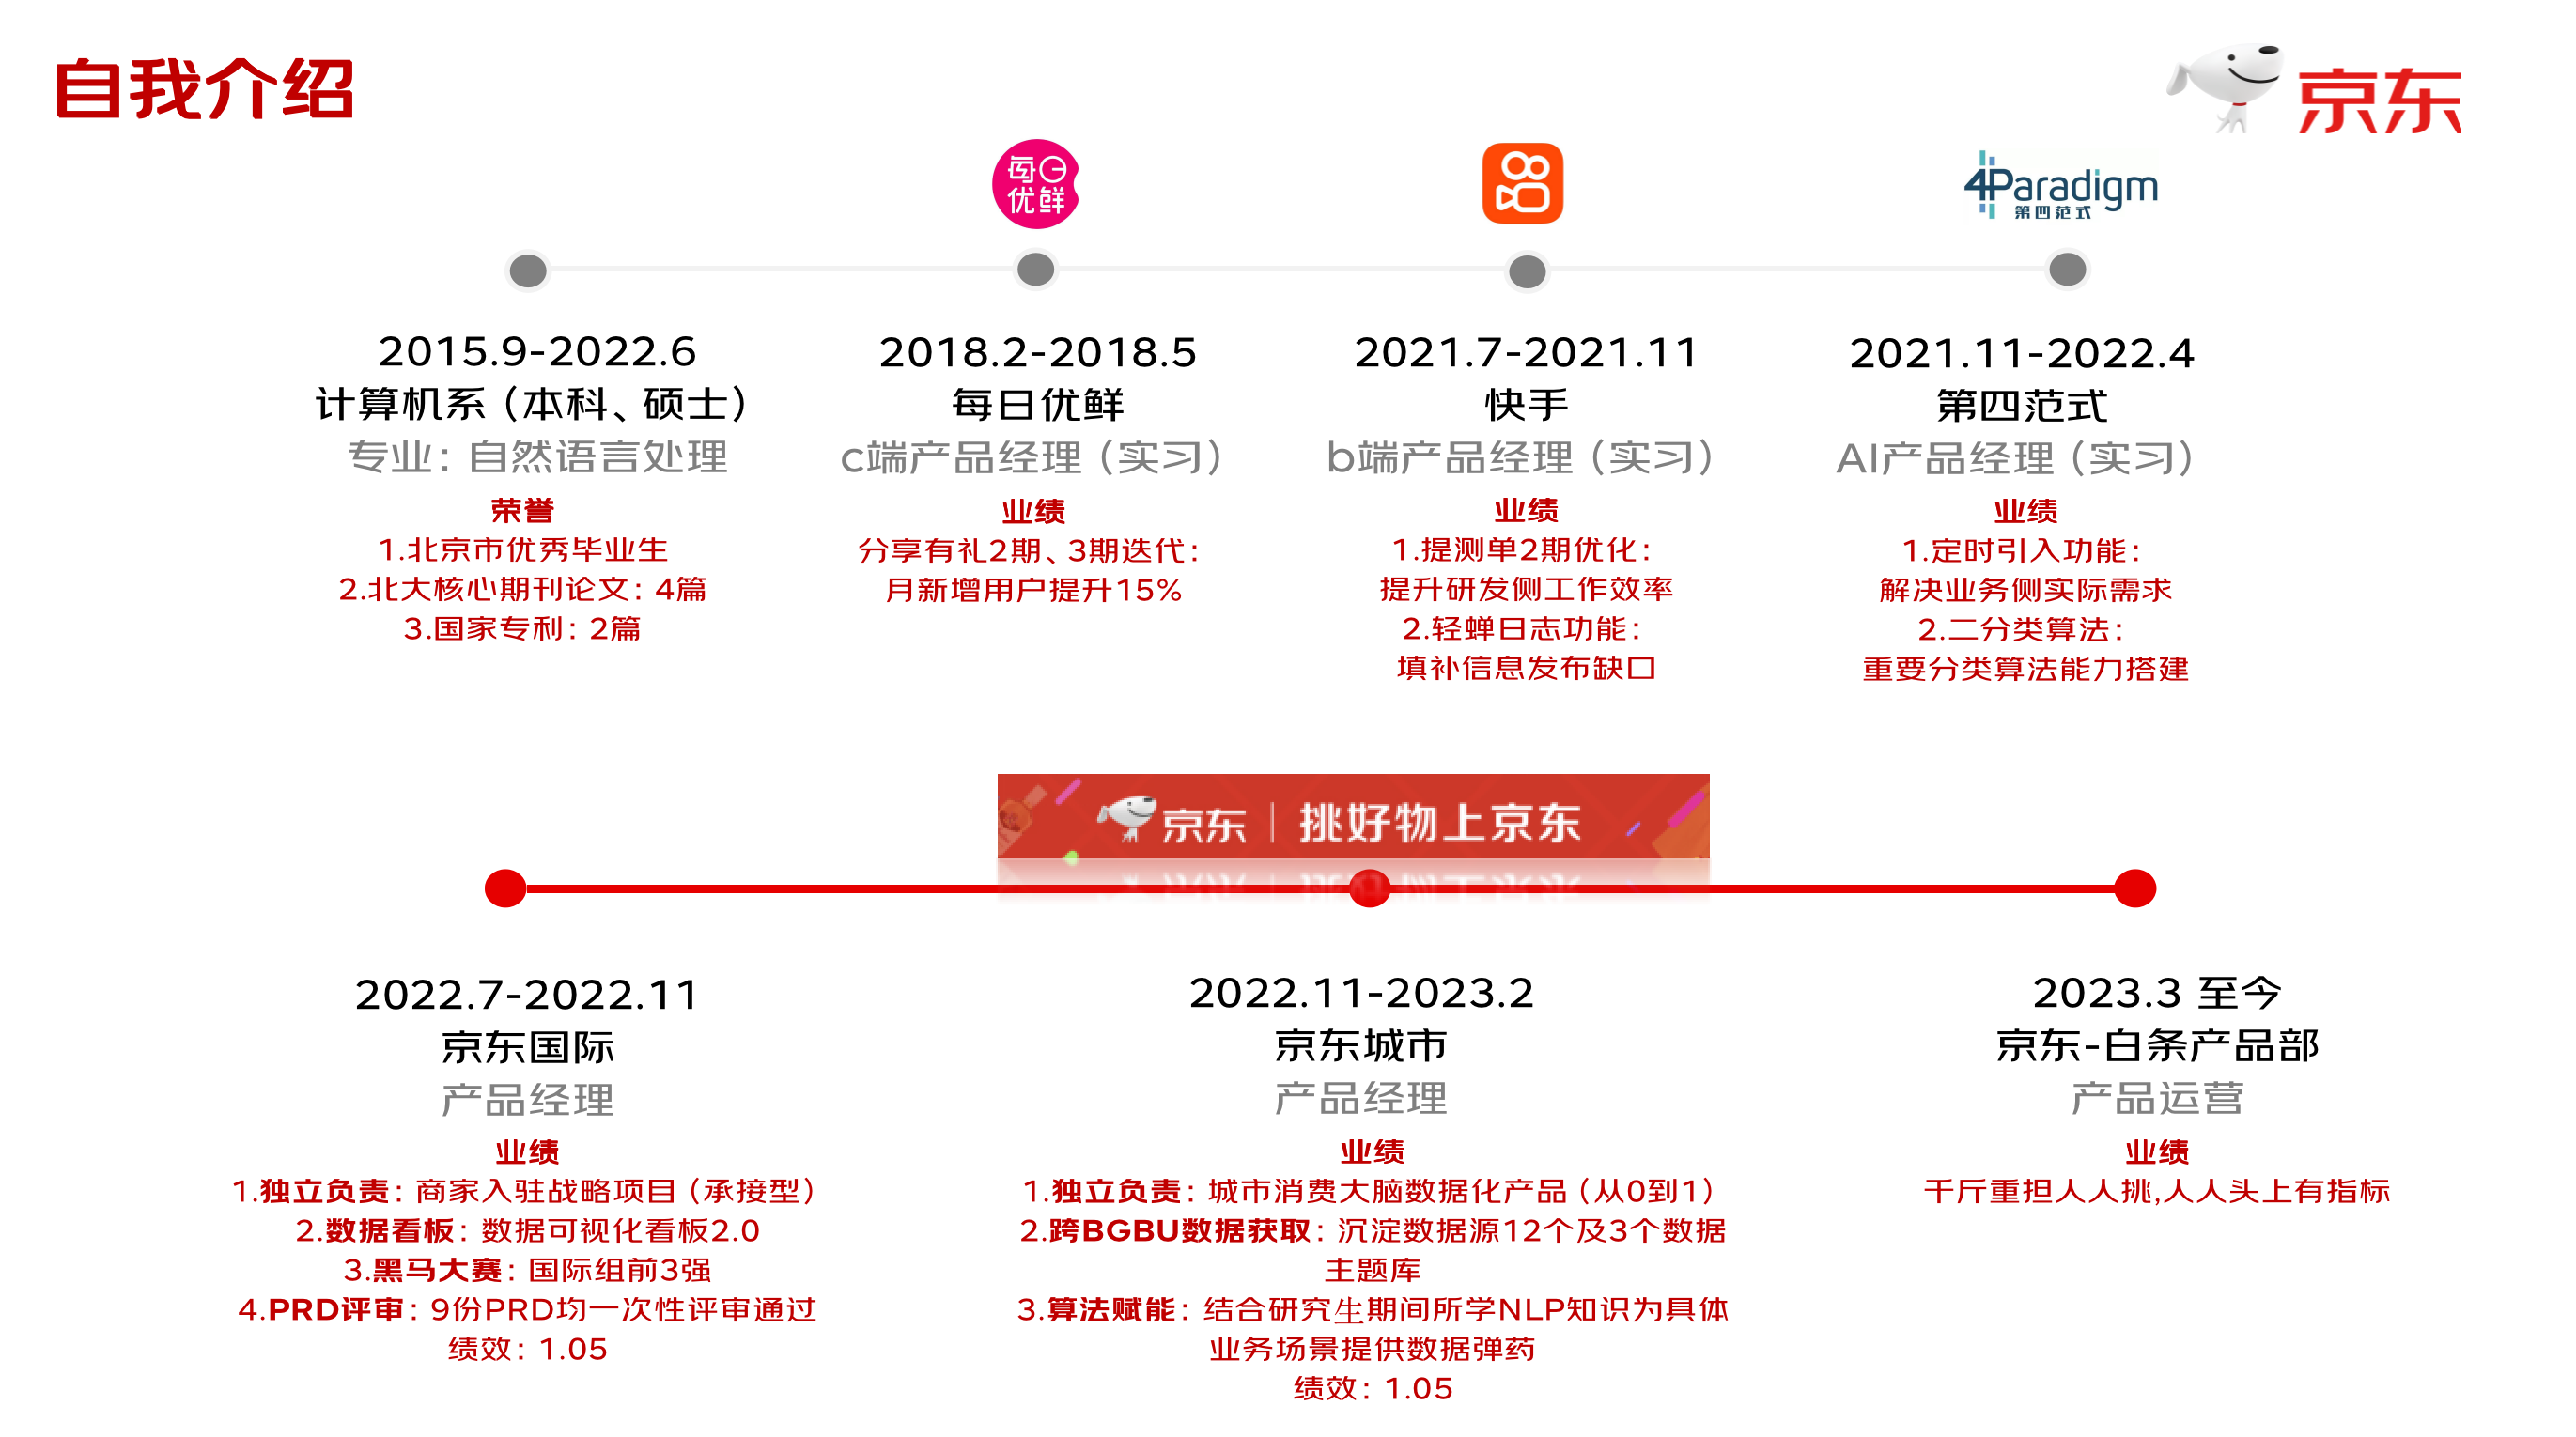 自我介绍
京东
每日
优鲜
4Paradigm
第四范式
2015.9-2022.6
计算机系（本科、硕士）
专业：自然语言处理
荣誉
1.北京市优秀毕业生
2.北大核心期刊论文：4篇
3.国家专利：2篇
2018.2-2018.5
每日优鲜
c端产品经理（实习）
业绩
分享有礼2期、3期迭代：
月新增用户提升15%
2021.7-2021.11
快手
b端产品经理（实习）
业绩
1.提测单2期优化：
提升研发侧工作效率
2.轻蝉日志功能：
填补信息发布缺口
2021.11-2022.4
第四范式
AI产品经理（实习）
业绩
1.定时引入功能：
解决业务侧实际需求
2.二分类算法：
重要分类算法能力搭建
京东｜挑好物上京东
2022.7-2022.11
京东国际
产品经理
业绩
1.独立负责：商家入驻战略项目（承接型）
2.数据看板：数据可视化看板2.0
3.黑马大赛：国际组前3强
4.PRD评审：9份PRD均一次性评审通过
绩效：1.05
2022.11-2023.2
京东城市
产品经理
业绩
1.独立负责：城市消费大脑数据化产品（从0到1）
2.跨BGBU数据获取：沉淀数据源12个及3个数据
主题库
3.算法赋能：结合研究生期间所学NLP知识为具体
业务场景提供数据弹药
绩效：1.05
2023.3 至今
京东-白条产品部
产品运营
业绩
千斤重担人人挑,人人头上有指标